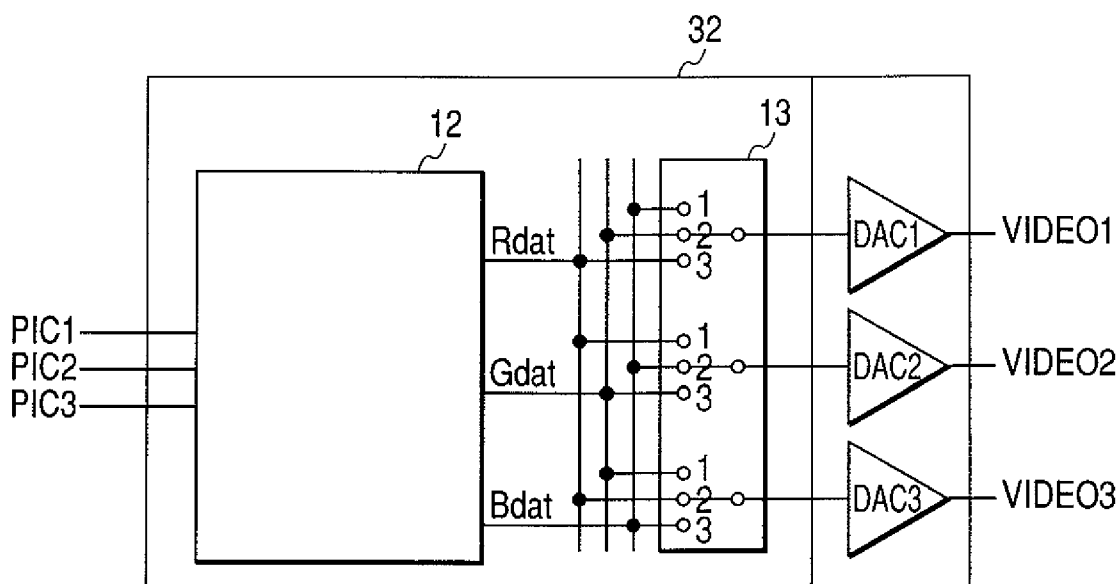 32
12
13
1
2
3
Rdat
DAC1
VIDEO1
PIC1
PIC2
PIC3
1
2
3
Gdat
DAC2
VIDEO2
1
2
3
Bdat
DAC3
VIDEO3